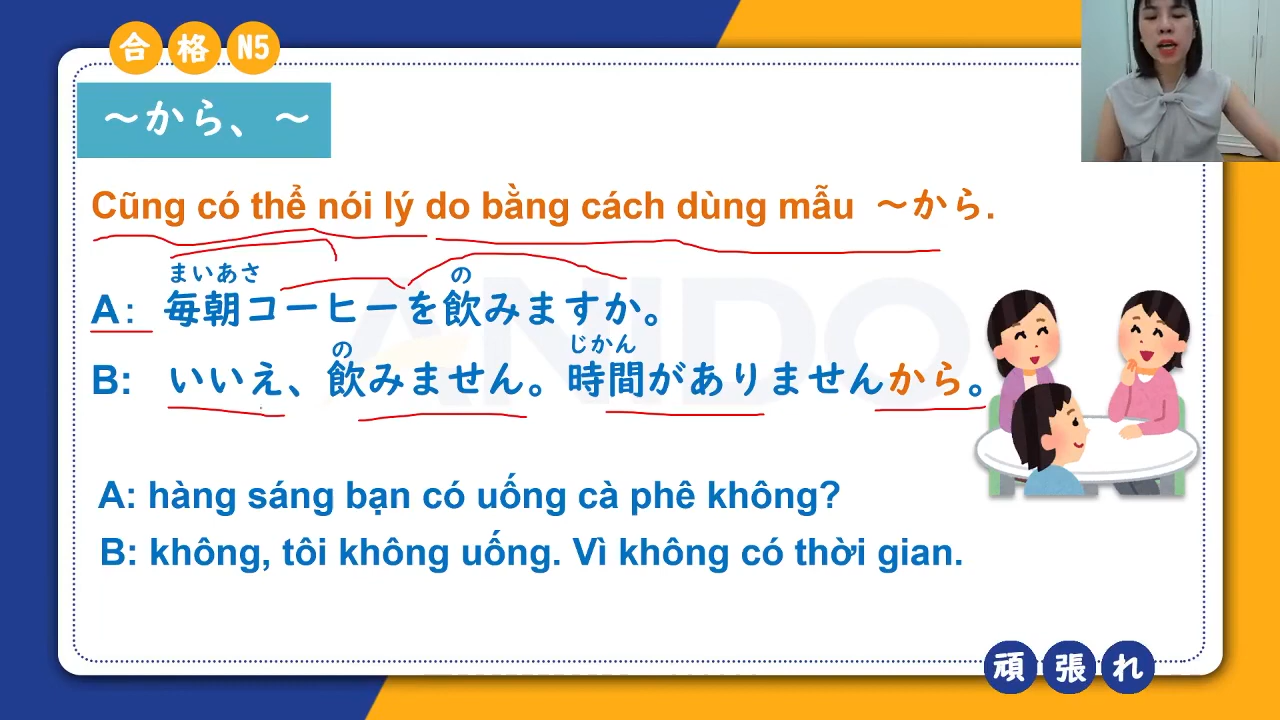 合格N5
〜から、〜
Cũng có thể nói lý do bằng cách dùng mẫu 〜から.
まいあさ の
A： 毎朝コーヒーを飲みますか。
の じかん
B: いいえ、飲みません。時間がありませんから。
A: hàng sáng bạn có uống cà phê không?
B: không, tôi không uống. Vì không có thời gian.
頑張れ
ANIDO